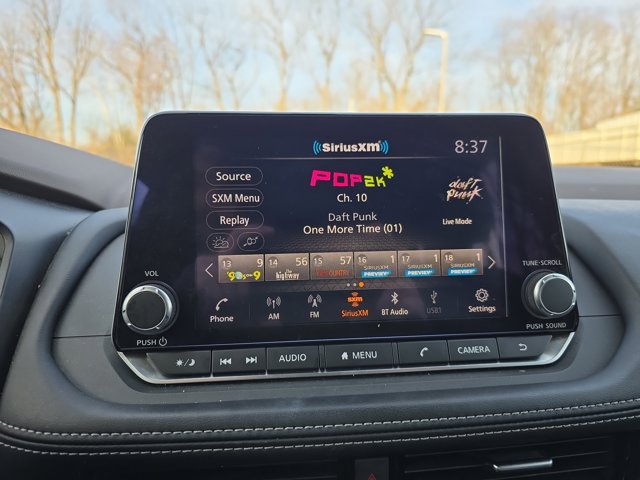 SiriusXM
8:37
Source
POP2K
SXM Menu
Ch. 10
daft punk
Replay
Daft Punk
Live Mode
One More Time (01)
13 9
14 56
15 57
16 1
17 1
18 1
the highway
SIRIUSXM
SIRIUSXM
SIRIUSXM
PREVIEW
PREVIEW
PREVIEW
Phone
AM
FM
sxm
SiriusXM
BT Audio
USB1
Settings
VOL
PUSH
TUNE·SCROLL
PUSH SOUND
AUDIO
MENU
CAMERA